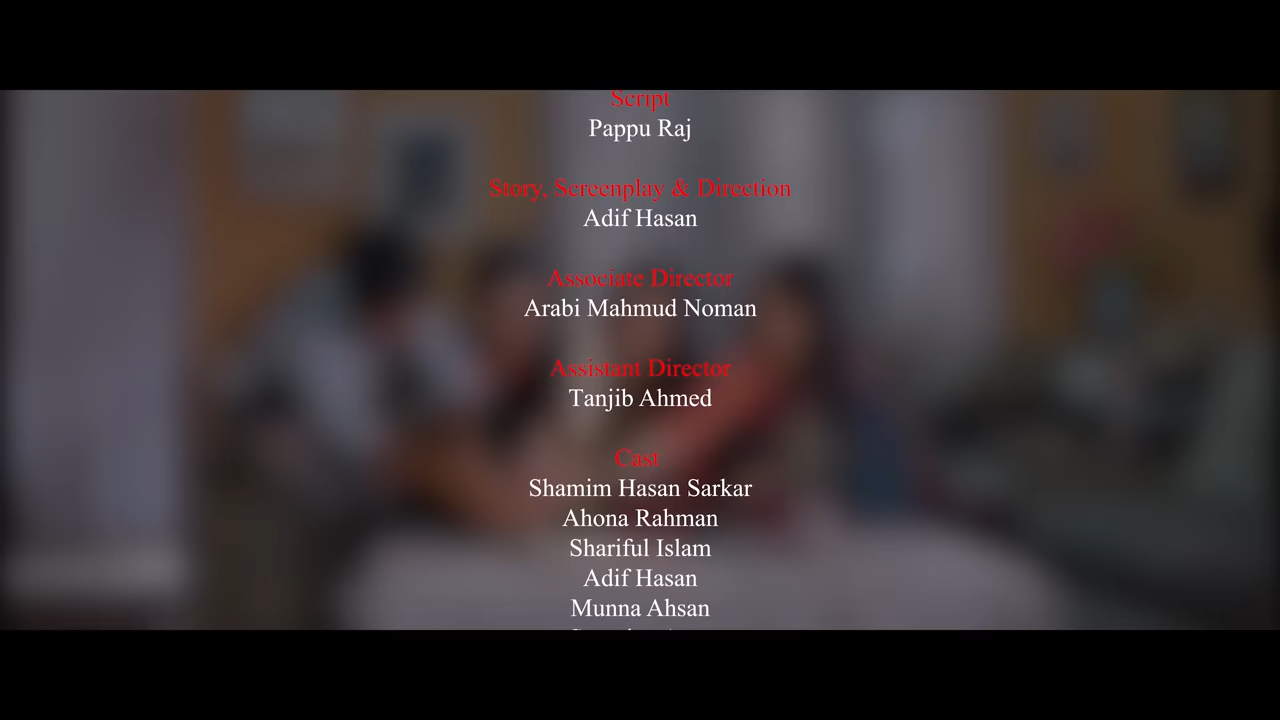 Script
Pappu Raj
Story, Screenplay & Direction
Adif Hasan
Associate Director
Arabi Mahmud Noman
Assistant Director
Tanjib Ahmed
Cast
Shamim Hasan Sarkar
Ahona Rahman
Shariful Islam
Adif Hasan
Munna Ahsan